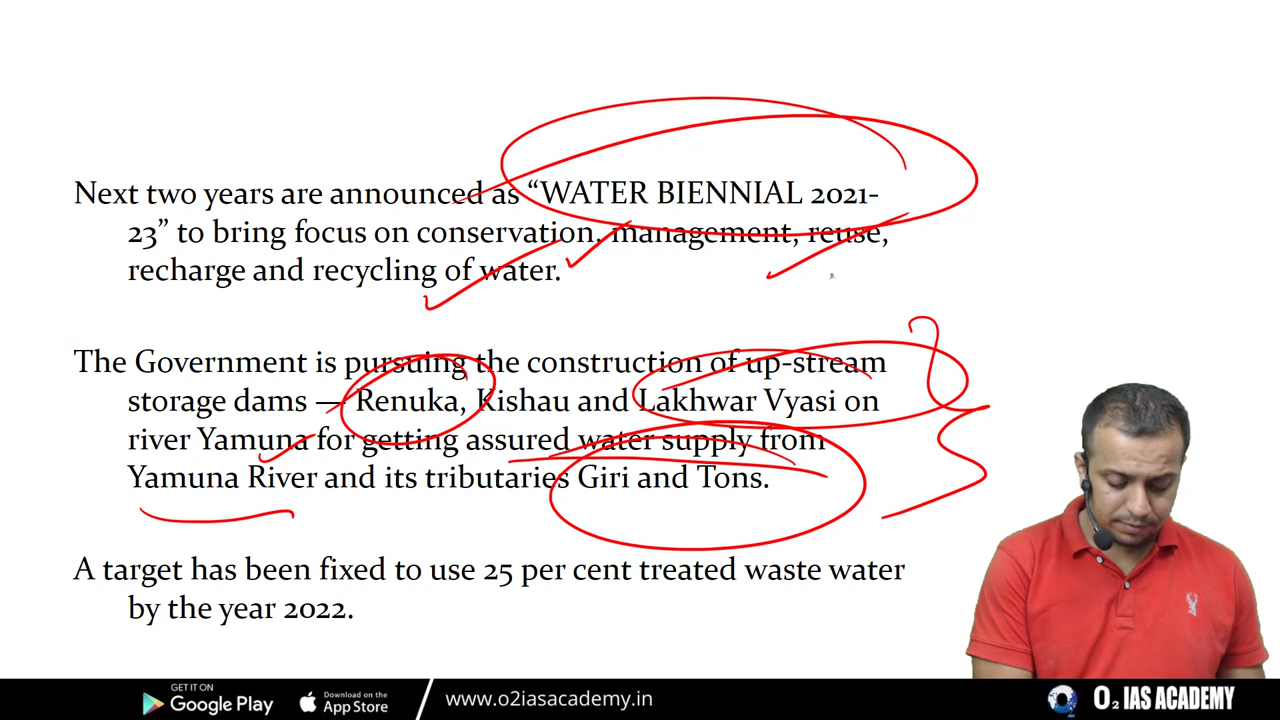 Next two years are announced as “WATER BIENNIAL 2021-
23” to bring focus on conservation, management, reuse,
recharge and recycling of water.
The Government is pursuing the construction of up-stream
storage dams — Renuka, Kishau and Lakhwar Vyasi on
river Yamuna for getting assured water supply from
Yamuna River and its tributaries Giri and Tons.
A target has been fixed to use 25 per cent treated waste water
by the year 2022.
GET IT ON
Google Play
Download on the
App Store
www.o2iasacademy.in
O2 IAS ACADEMY